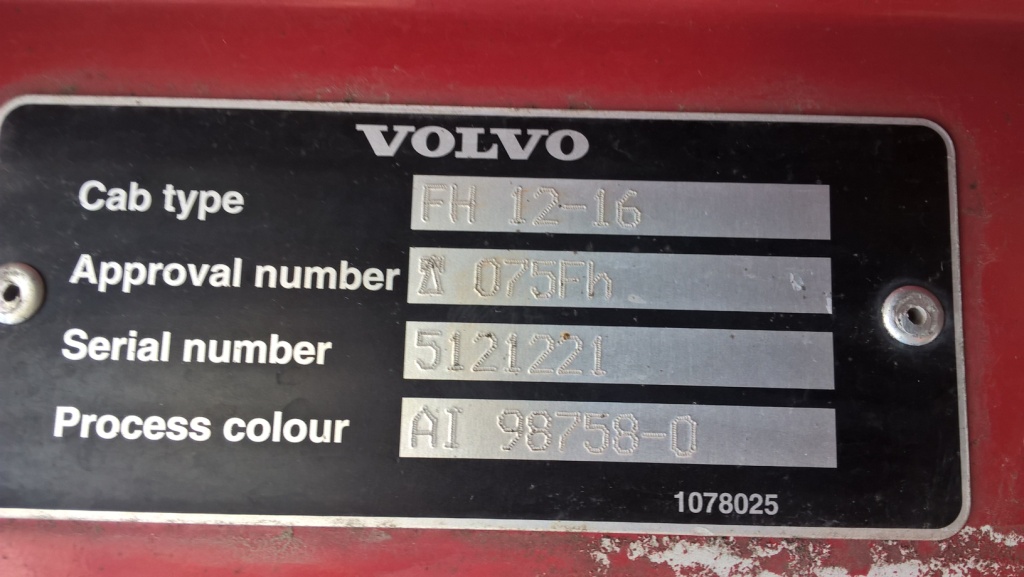 VOLVO
Cab type FH 12-16
Approval number 075Fh
Serial number 5121221
Process colour AI 98758-0
1078025